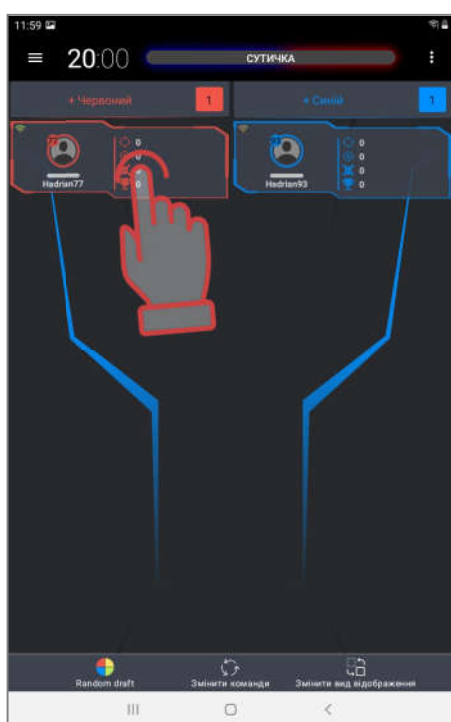 11:59
20:00
СУТИЧКА
+ Червоний
1
+ Синій
1
0
0
0
0
0
0
Hadrian77
0
Hadrian93
0
Random draft
Змінити команди
Змінити вид відображення